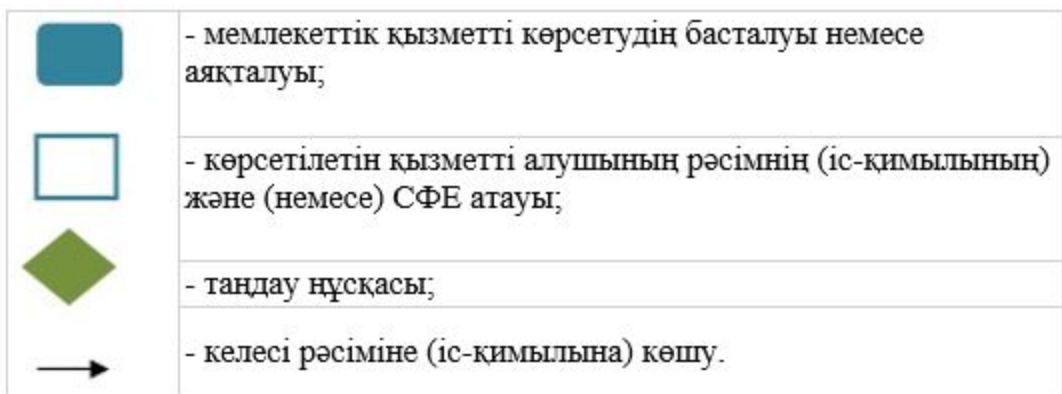 - мемлекеттік қызметті көрсетудің басталуы немесе
аяқталуы;
- көрсетілетін қызметті алушының рәсімнің (іс-қимылының)
және (немесе) СФЕ атауы;
- таңдау ңұсқасы;
- келесі рәсіміне (іс-қимылына) көшу.